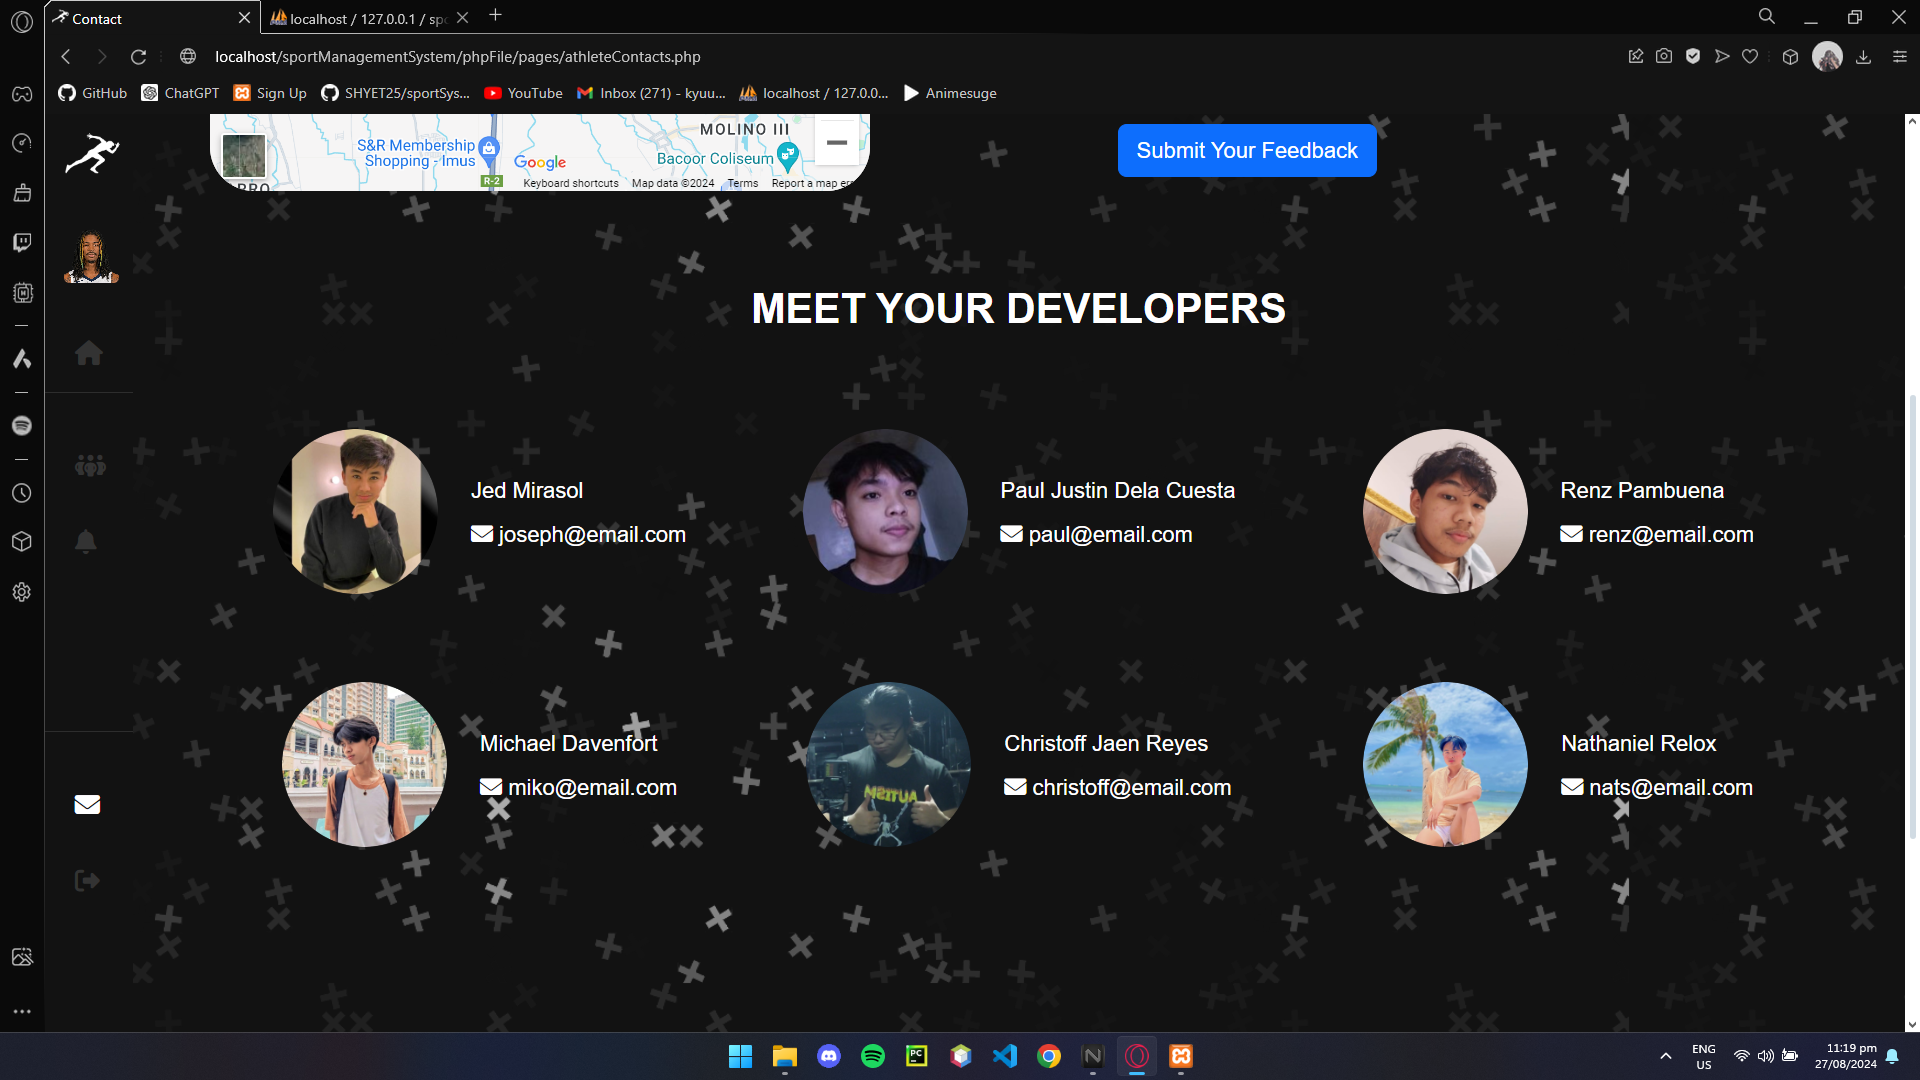 Contact
localhost / 127.0.0.1 / sp
localhost/sportManagementSystem/phpFile/pages/athleteContacts.php
GitHub
ChatGPT
Sign Up
SHYET25/sportSys...
YouTube
Inbox (271) - kyuu...
localhost / 127.0.0...
Animesuge
MOLINO III
S&R Membership
Shopping - Imus
Bacoor Coliseum
Google
R-2
Keyboard shortcuts
Map data ©2024
Terms
Report a map err
Submit Your Feedback
MEET YOUR DEVELOPERS
Jed Mirasol
joseph@email.com
Paul Justin Dela Cuesta
paul@email.com
Renz Pambuena
renz@email.com
Michael Davenfort
miko@email.com
Christoff Jaen Reyes
christoff@email.com
AUTISM
Nathaniel Relox
nats@email.com
PC
N
ENG
US
11:19 pm
27/08/2024